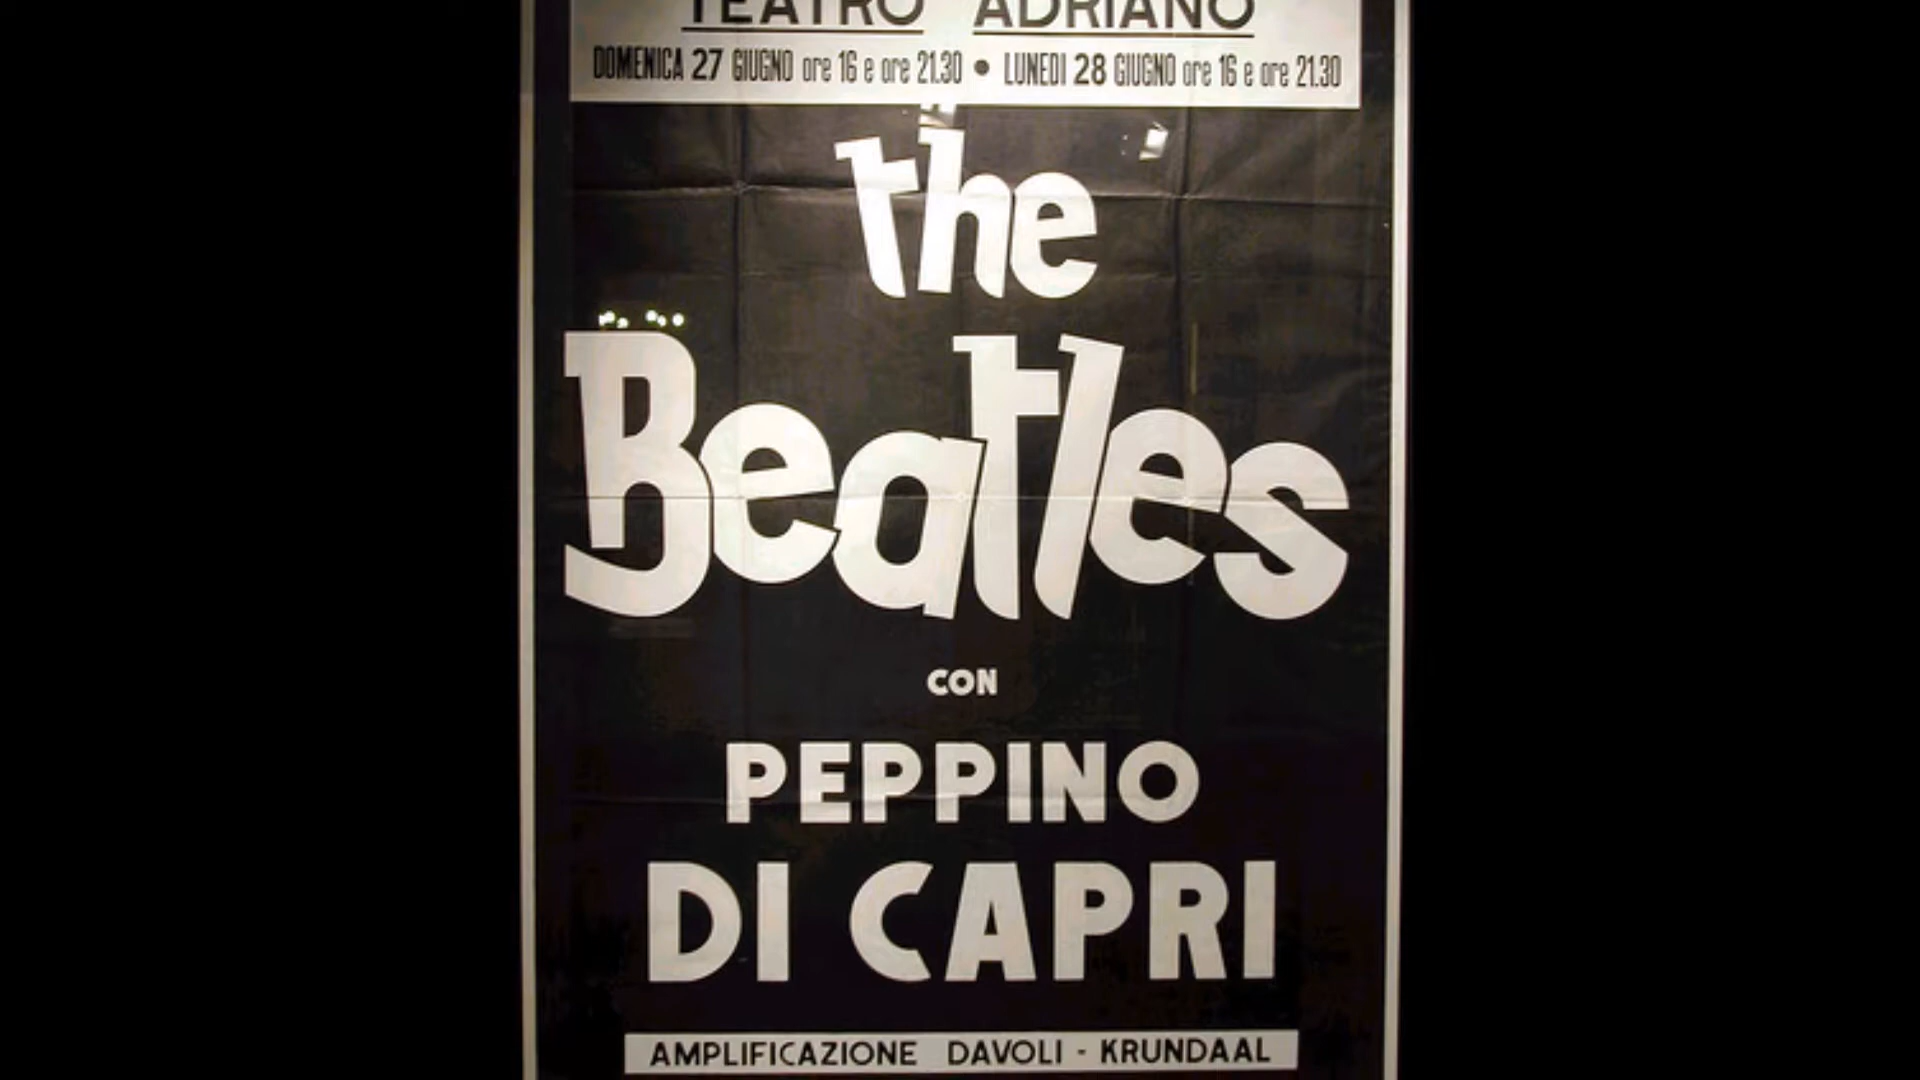 TEATRO ADRIANO
DOMENICA 27 GIUGNO ore 16 e ore 21.30 • LUNEDI 28 GIUGNO ore 16 e ore 21.30
the
Beatles
CON
PEPPINO
DI CAPRI
AMPLIFICAZIONE DAVOLI - KRUNDAAL